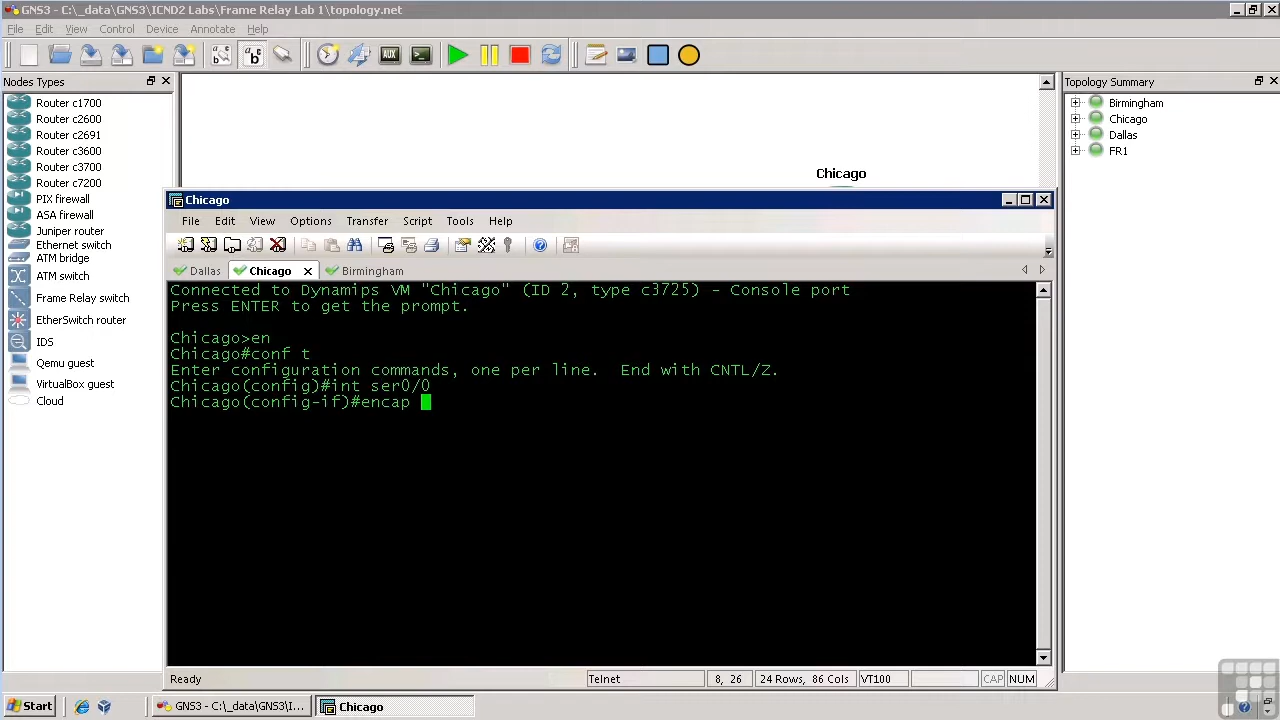 GNS3 - C:\_data\GNS3\ICND2 Labs\Frame Relay Lab 1\topology.net
File Edit View Control Device Annotate Help
AUX
Nodes Types
Router c1700
Router c2600
Router c2691
Router c3600
Router c3700
Router c7200
PIX firewall
ASA firewall
Juniper router
Ethernet switch
ATM bridge
ATM switch
Frame Relay switch
EtherSwitch router
IDS
Qemu guest
VirtualBox guest
Cloud
Chicago
Topology Summary
Birmingham
Chicago
Dallas
FR1
Chicago
File Edit View Options Transfer Script Tools Help
Dallas Chicago Birmingham
Connected to Dynamips VM "Chicago" (ID 2, type c3725) - Console port
Press ENTER to get the prompt.
Chicago>en
Chicago#conf t
Enter configuration commands, one per line.  End with CNTL/Z.
Chicago(config)#int ser0/0
Chicago(config-if)#encap
Ready Telnet 8, 26 24 Rows, 86 Cols VT100 CAP NUM
Start GNS3 - C:\_data\GNS3\I... Chicago